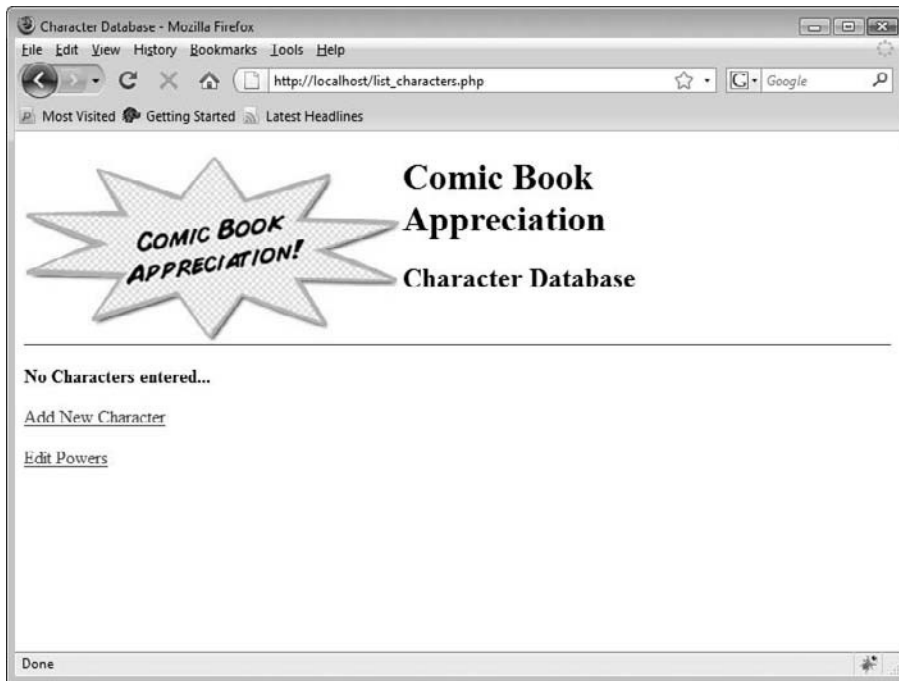 Character Database - Mozilla Firefox
File Edit View History Bookmarks Tools Help
http://localhost/list_characters.php
G Google
Most Visited Getting Started Latest Headlines
COMIC BOOK
APPRECIATION!
Comic Book
Appreciation
Character Database
No Characters entered...
Add New Character
Edit Powers
Done